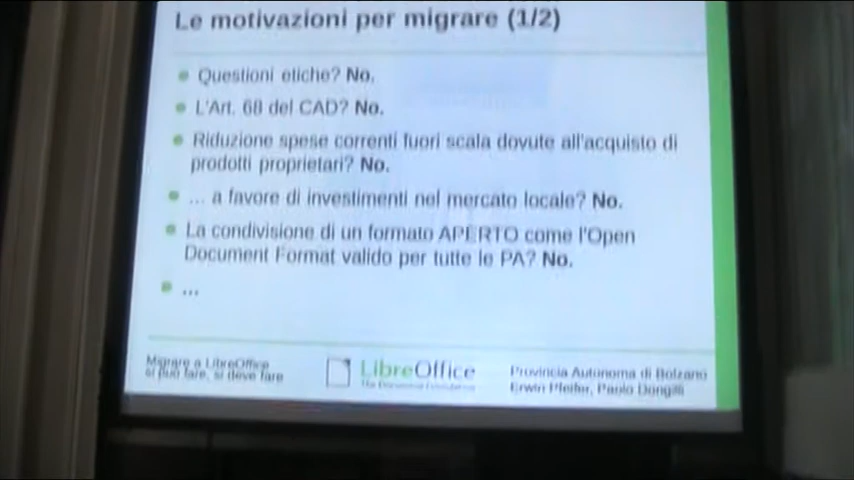 Le motivazioni per migrare (1/2)
Questioni etiche? No.
L'Art. 68 del CAD? No.
Riduzione spese correnti fuori scala dovute all'acquisto di
prodotti proprietari? No.
... a favore di investimenti nel mercato locale? No.
La condivisione di un formato APERTO come l'Open
Document Format valido per tutte le PA? No.
...
Migrare a LibreOffice
si può fare, si deve fare
LibreOffice
The Document Foundation
Provincia Autonoma di Bolzano
Erwin Pfeifer, Paolo Dongilli